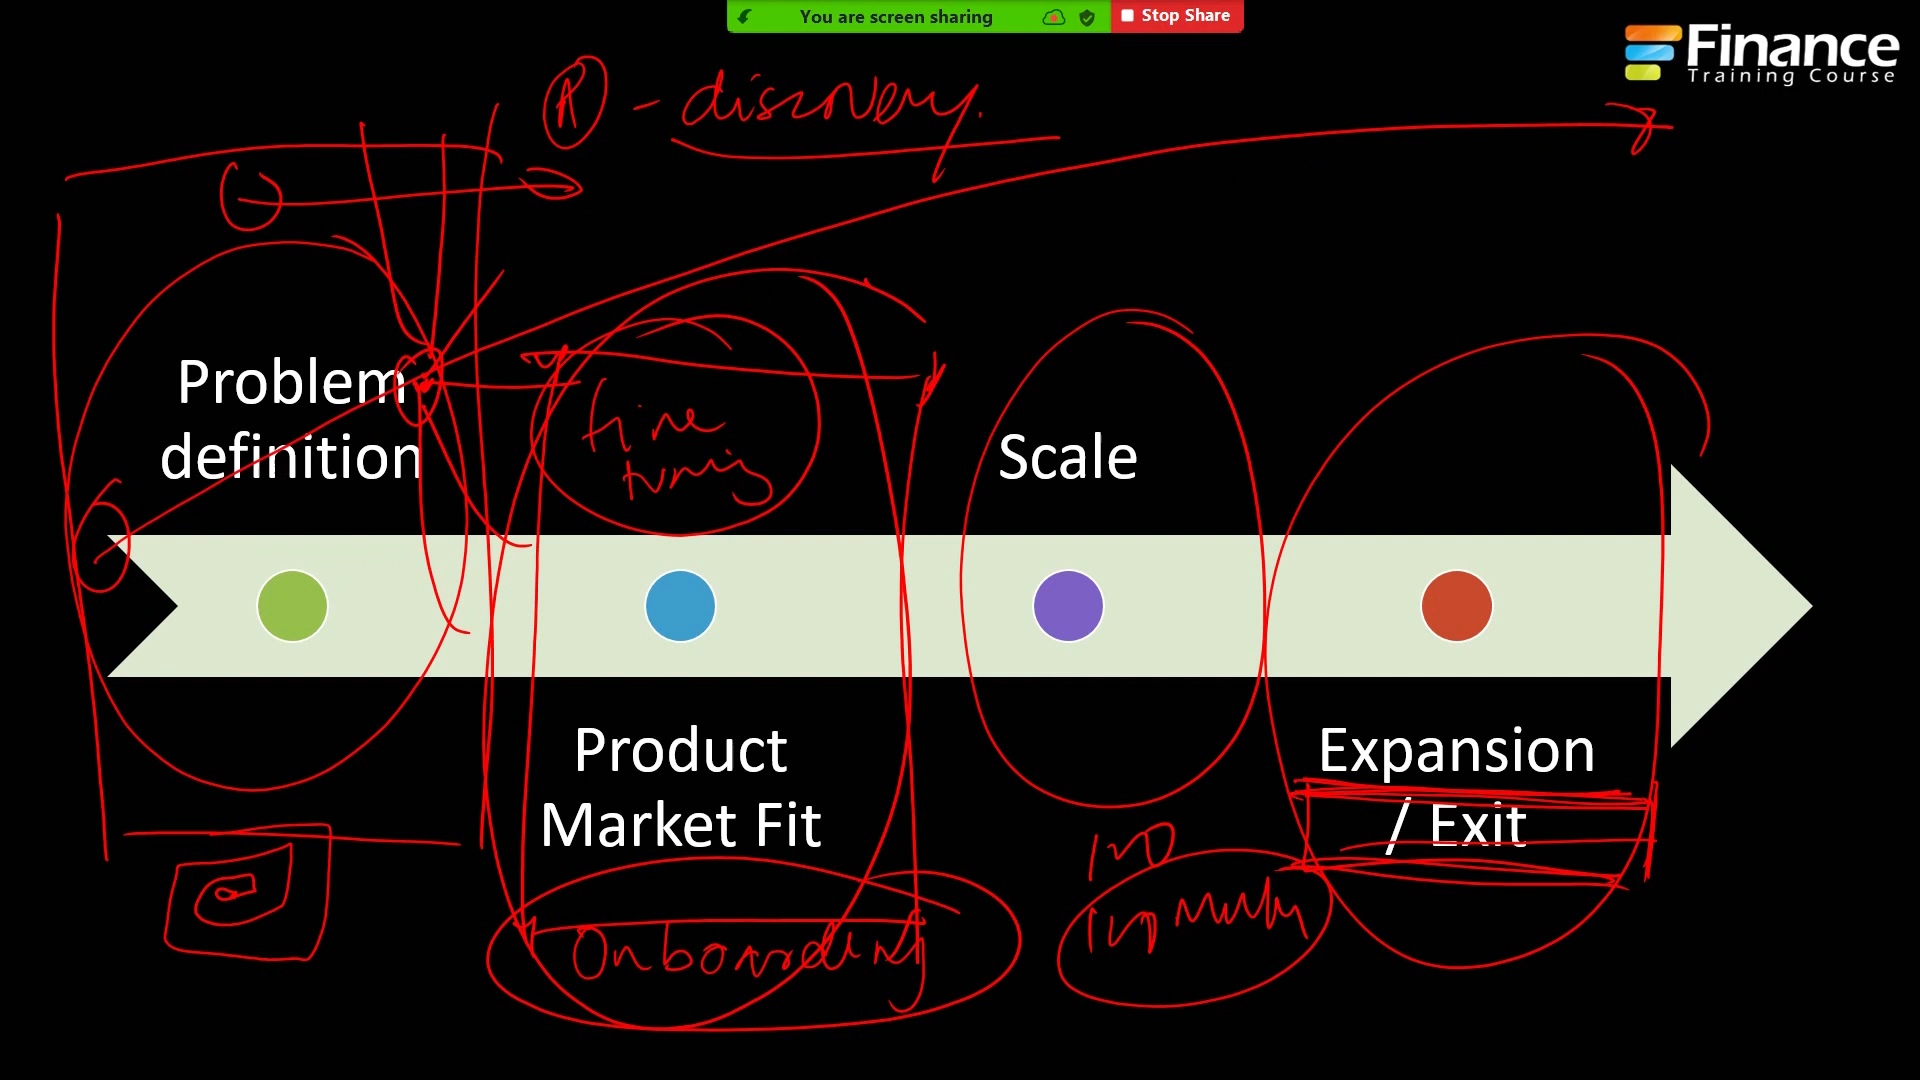 You are screen sharing
Stop Share
Finance
Training Course
- discovery.
Problem
definition
fine
tuning
Scale
Product
Market Fit
Expansion
/ Exit
Onboarding